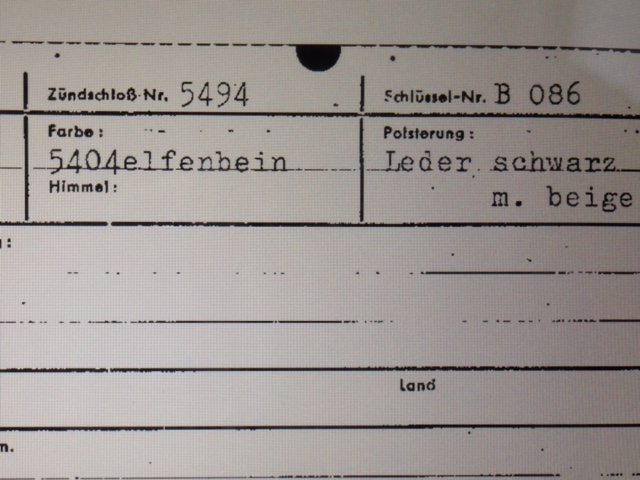 Zündschloß-Nr. 5494 Schlüssel-Nr. B 086
Farbe: Polsterung:
5404elfenbein Leder schwarz
Himmel: m. beige
Land